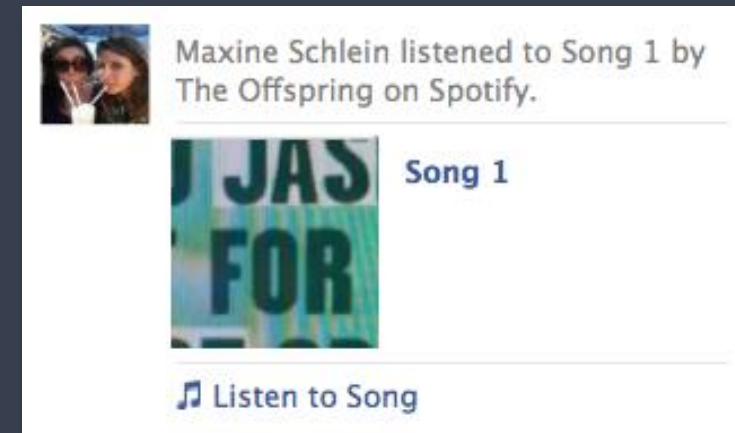 Maxine Schlein listened to Song 1 by
The Offspring on Spotify.
JAS
Song 1
FOR
Listen to Song